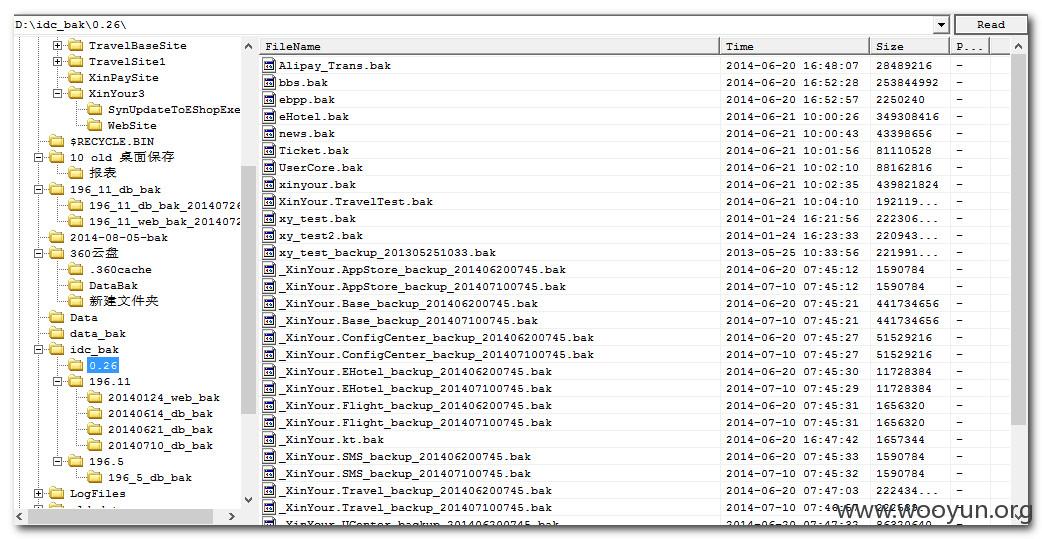 D:\idc_bak\0.26\ Read
TravelBaseSite
TravelSite1
XinPaySite
XinYour3
SynUpdateToEShopExe
WebSite
$RECYCLE.BIN
10 old 桌面保存
报表
196_11_db_bak
196_11_db_bak_20140726
196_11_web_bak_2014072
2014-08-05-bak
360云盘
.360cache
DataBak
新建文件夹
Data
data_bak
idc_bak
0.26
196.11
20140124_web_bak
20140614_db_bak
20140621_db_bak
20140710_db_bak
196.5
196_5_db_bak
LogFiles
FileName Time Size P...
Alipay_Trans.bak 2014-06-20 16:48:07 28489216 -
bbs.bak 2014-06-20 16:52:28 253844992 -
ebpp.bak 2014-06-20 16:52:57 2250240 -
eHotel.bak 2014-06-21 10:00:26 349308416 -
news.bak 2014-06-21 10:00:43 43398656 -
Ticket.bak 2014-06-21 10:01:56 81110528 -
UserCore.bak 2014-06-21 10:02:10 88162816 -
xinyour.bak 2014-06-21 10:02:35 439821824 -
XinYour.TravelTest.bak 2014-06-21 10:04:10 192119... -
xy_test.bak 2014-01-24 16:21:56 222306... -
xy_test2.bak 2014-01-24 16:23:33 220943... -
xy_test_backup_201305251033.bak 2013-05-25 10:33:56 221991... -
_XinYour.AppStore_backup_201406200745.bak 2014-06-20 07:45:12 1590784 -
_XinYour.AppStore_backup_201407100745.bak 2014-07-10 07:45:12 1590784 -
_XinYour.Base_backup_201406200745.bak 2014-06-20 07:45:21 441734656 -
_XinYour.Base_backup_201407100745.bak 2014-07-10 07:45:21 441734656 -
_XinYour.ConfigCenter_backup_201406200745.bak 2014-06-20 07:45:27 51529216 -
_XinYour.ConfigCenter_backup_201407100745.bak 2014-07-10 07:45:27 51529216 -
_XinYour.EHotel_backup_201406200745.bak 2014-06-20 07:45:30 11728384 -
_XinYour.EHotel_backup_201407100745.bak 2014-07-10 07:45:29 11728384 -
_XinYour.Flight_backup_201406200745.bak 2014-06-20 07:45:31 1656320 -
_XinYour.Flight_backup_201407100745.bak 2014-07-10 07:45:31 1656320 -
_XinYour.kt.bak 2014-06-20 16:47:42 1657344 -
_XinYour.SMS_backup_201406200745.bak 2014-06-20 07:45:33 1590784 -
_XinYour.SMS_backup_201407100745.bak 2014-07-10 07:45:32 1590784 -
_XinYour.Travel_backup_201406200745.bak 2014-06-20 07:47:03 222434... -
_XinYour.Travel_backup_201407100745.bak 2014-07-10
www.wooyun.org